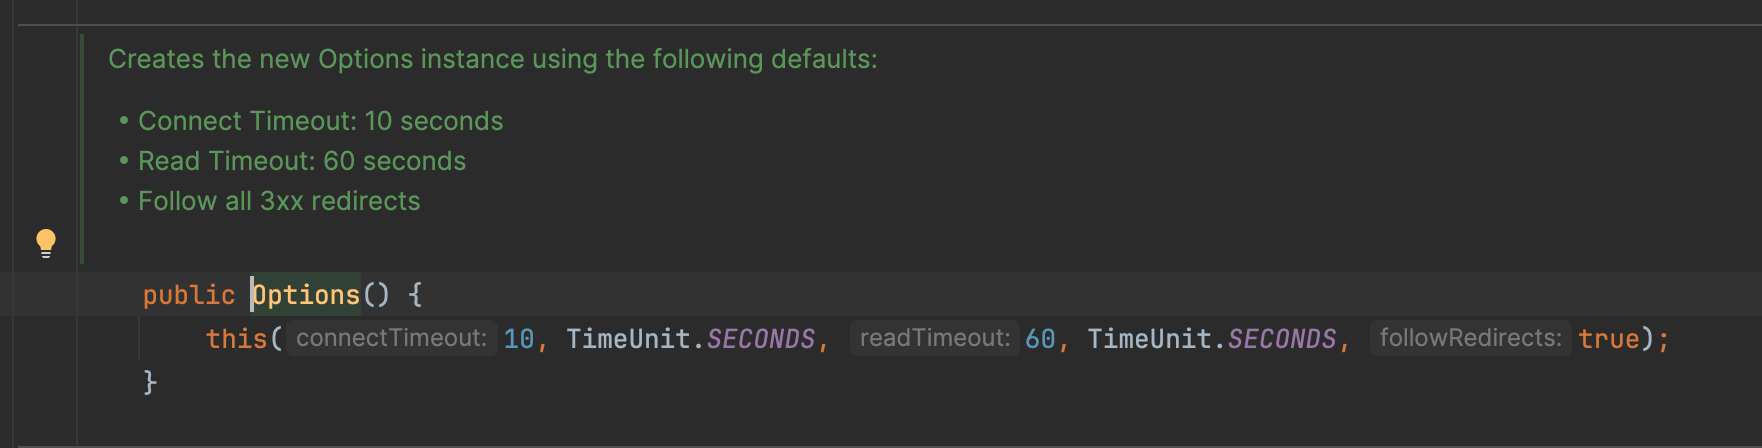 Creates the new Options instance using the following defaults:
• Connect Timeout: 10 seconds
• Read Timeout: 60 seconds
• Follow all 3xx redirects
public Options() {
this( connectTimeout: 10, TimeUnit.SECONDS, readTimeout: 60, TimeUnit.SECONDS, followRedirects: true);
}